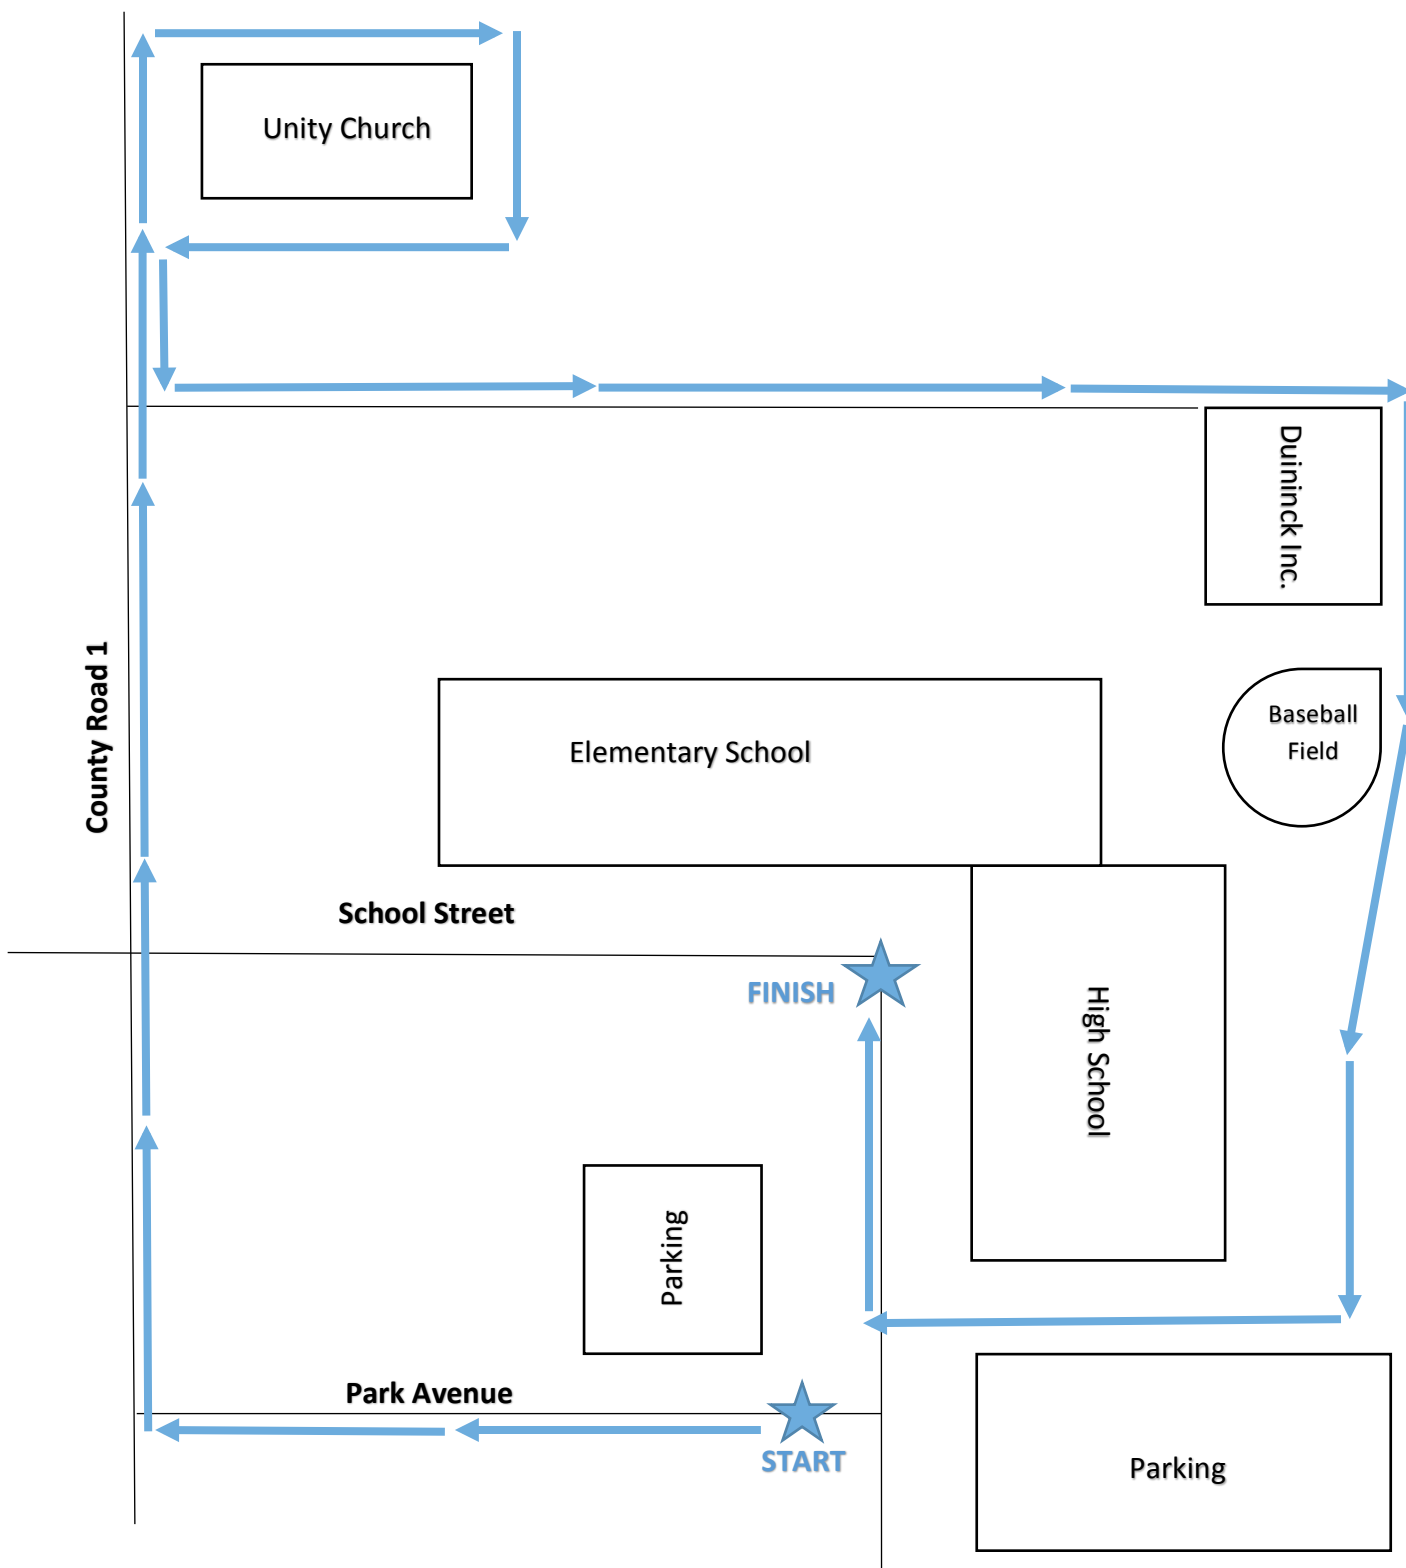 Unity Church
Duininck Inc.
County Road 1
Baseball
Field
Elementary School
School Street
FINISH
High School
Parking
Park Avenue
START
Parking